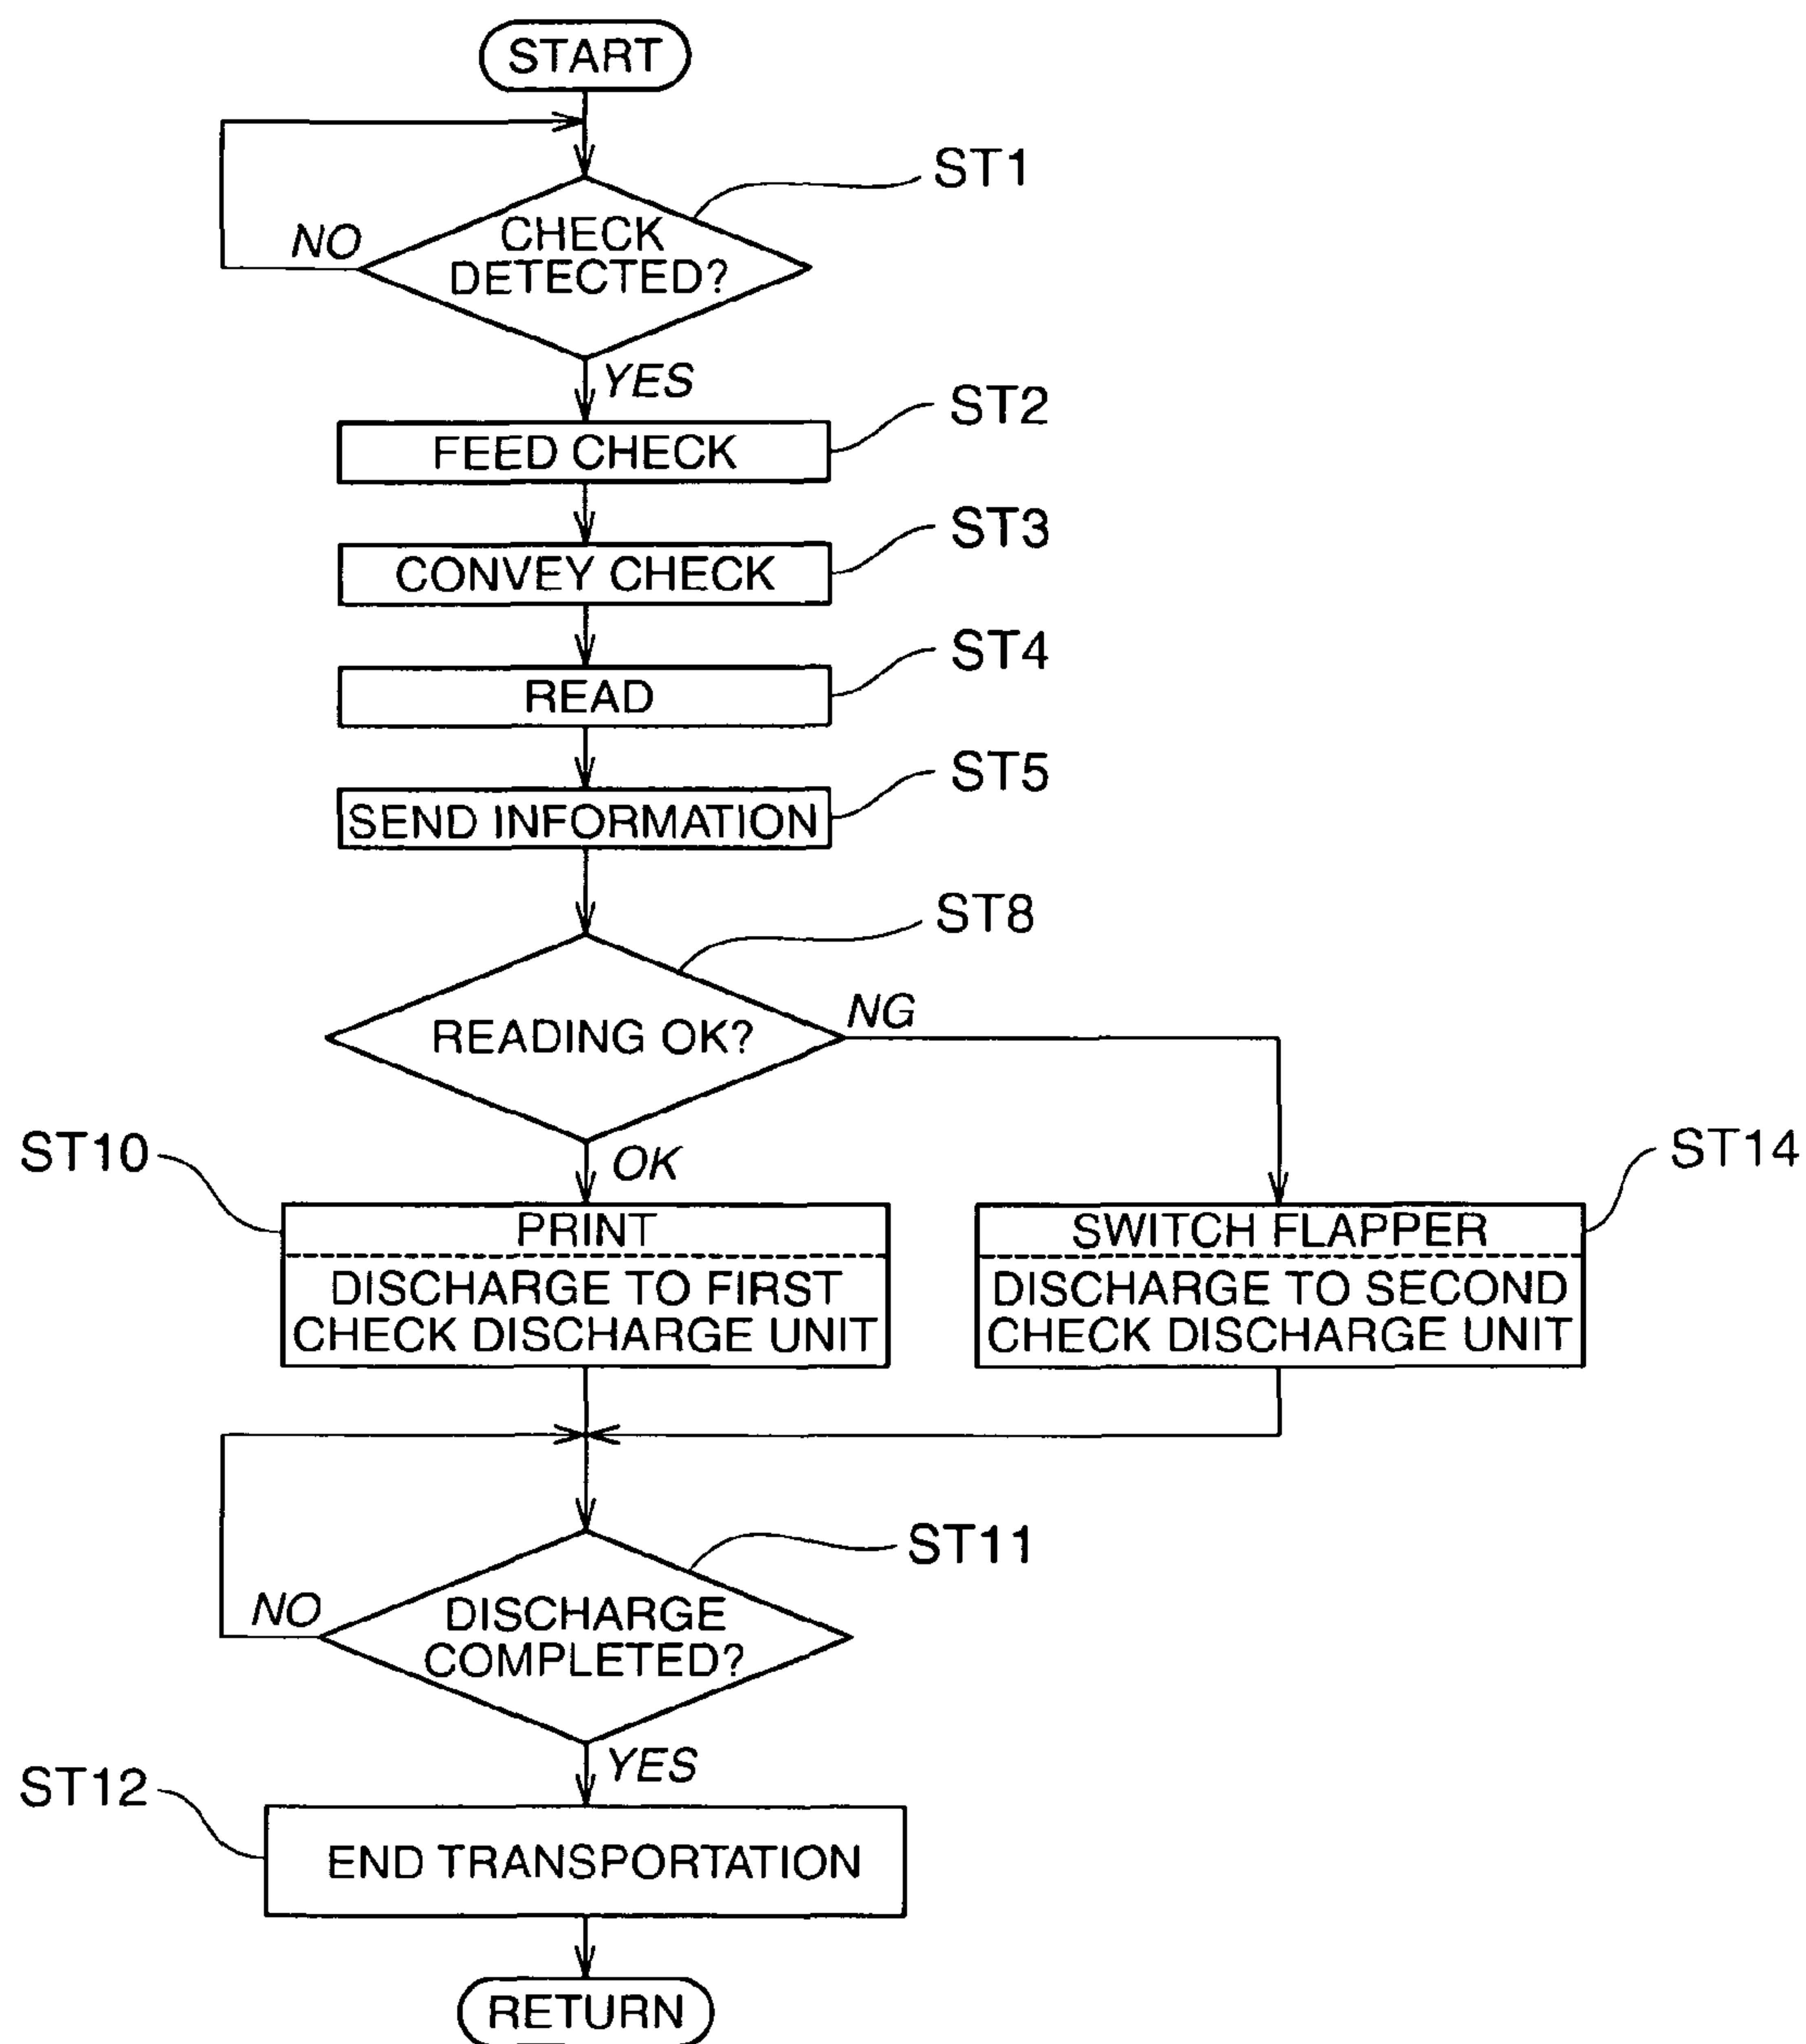 START
ST1
NO
CHECK
DETECTED?
YES
ST2
FEED CHECK
ST3
CONVEY CHECK
ST4
READ
ST5
SEND INFORMATION
ST8
NG
READING OK?
ST10
OK
ST14
PRINT
DISCHARGE TO FIRST
CHECK DISCHARGE UNIT
SWITCH FLAPPER
DISCHARGE TO SECOND
CHECK DISCHARGE UNIT
ST11
NO
DISCHARGE
COMPLETED?
YES
ST12
END TRANSPORTATION
RETURN